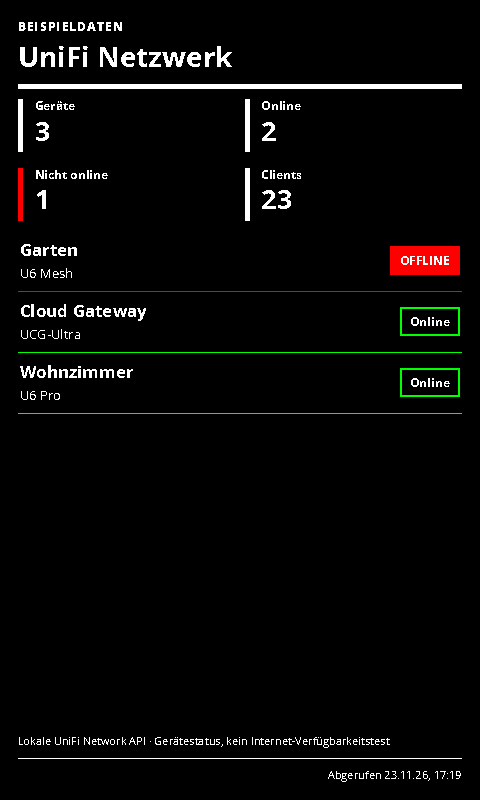 BEISPIELDATEN
UniFi Netzwerk
Geräte
3
Online
2
Nicht online
1
Clients
23
Garten
U6 Mesh
OFFLINE
Cloud Gateway
UCG-Ultra
Online
Wohnzimmer
U6 Pro
Online
Lokale UniFi Network API · Gerätestatus, kein Internet-Verfügbarkeitstest
Abgerufen 23.11.26, 17:19